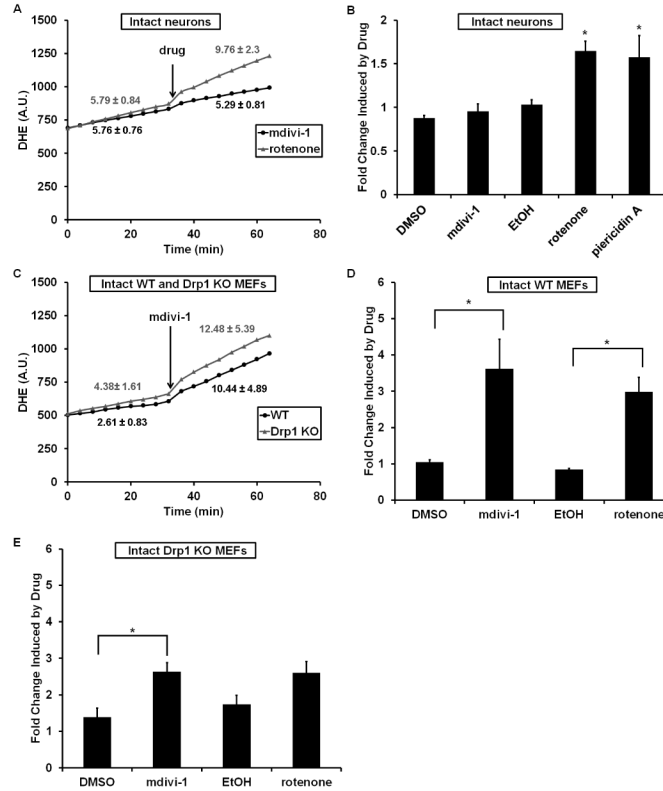 A
Intact neurons
DHE (A.U.)
1500
1250
1000
750
500
250
0
0 20 40 60 80
Time (min)
5.79 ± 0.84
5.76 ± 0.76
drug
9.76 ± 2.3
5.29 ± 0.81
mdivi-1
rotenone
B
Intact neurons
Fold Change Induced by Drug
2
1.5
1
0.5
0
* *
DMSO mdivi-1 EtOH rotenone piericidin A
C
Intact WT and Drp1 KO MEFs
DHE (A.U.)
1500
1250
1000
750
500
250
0
0 20 40 60 80
Time (min)
mdivi-1
4.38± 1.61
2.61 ± 0.83
12.48 ± 5.39
10.44 ± 4.89
WT
Drp1 KO
D
Intact WT MEFs
Fold Change Induced by Drug
6
5
4
3
2
1
0
* *
DMSO mdivi-1 EtOH rotenone
E
Intact Drp1 KO MEFs
Fold Change Induced by Drug
6
5
4
3
2
1
0
*
DMSO mdivi-1 EtOH rotenone